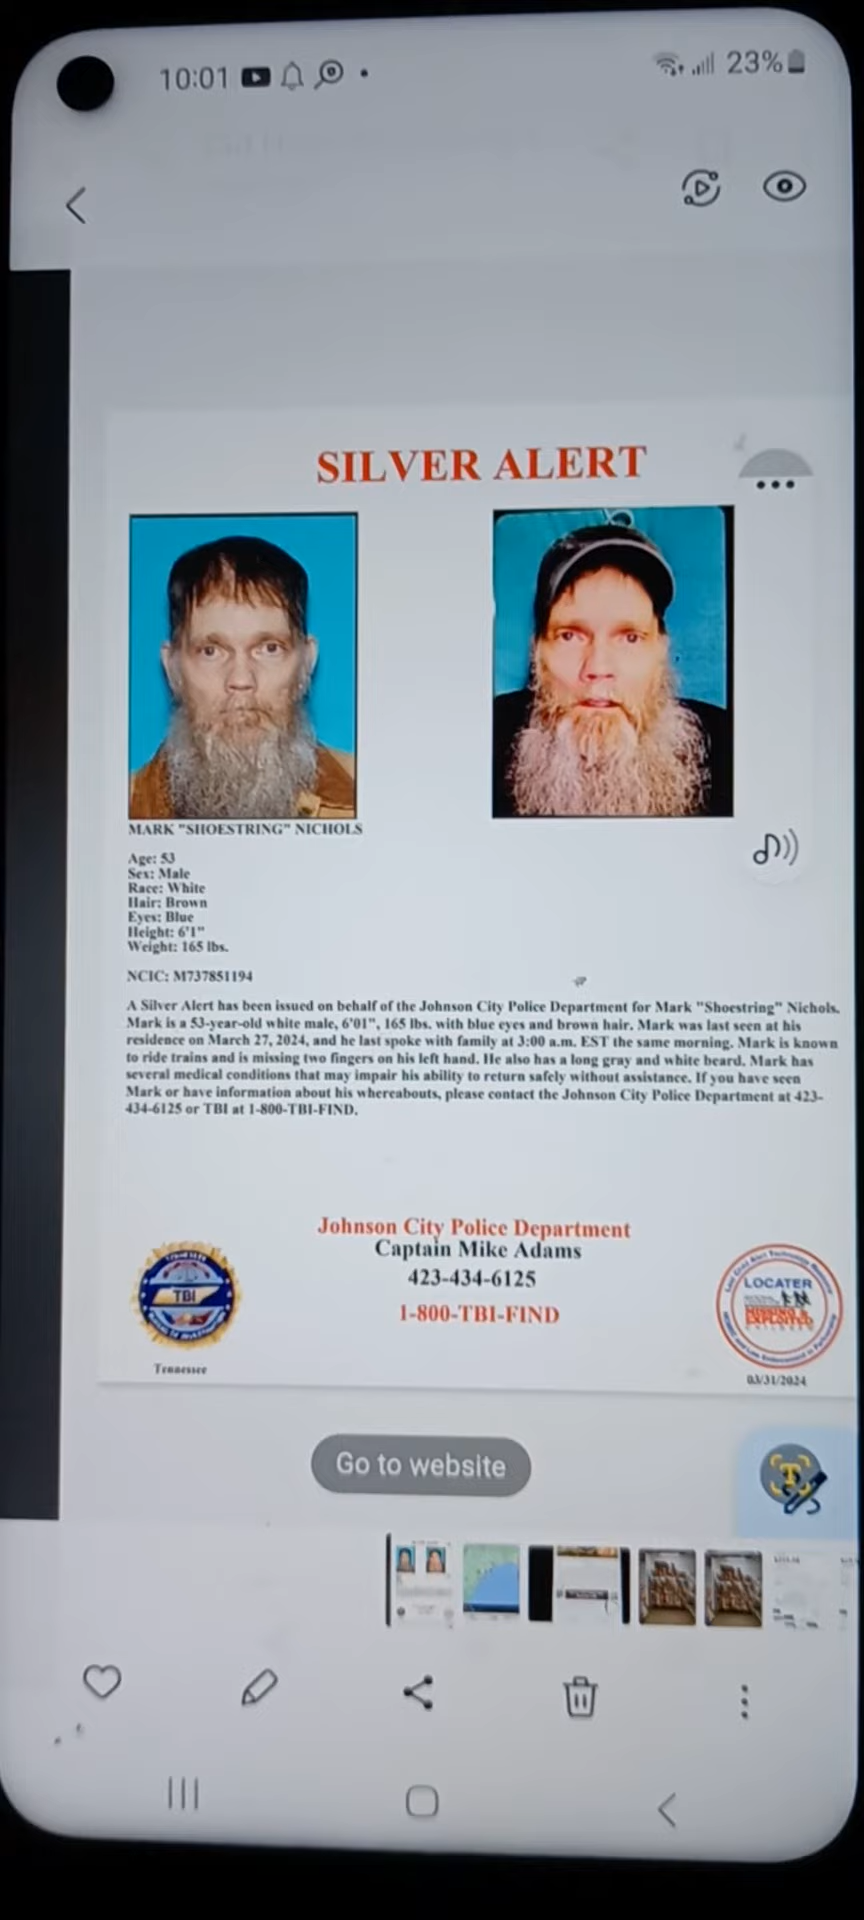 10:01
23%
SILVER ALERT
MARK "SHOESTRING" NICHOLS
Age: 53
Sex: Male
Race: White
Hair: Brown
Eyes: Blue
Height: 6'1"
Weight: 165 lbs.
NCIC: M737851194
A Silver Alert has been issued on behalf of the Johnson City Police Department for Mark "Shoestring" Nichols.
Mark is a 53-year-old white male, 6'01", 165 lbs. with blue eyes and brown hair. Mark was last seen at his
residence on March 27, 2024, and he last spoke with family at 3:00 a.m. EST the same morning. Mark is known
to ride trains and is missing two fingers on his left hand. He also has a long gray and white beard. Mark has
several medical conditions that may impair his ability to return safely without assistance. If you have seen
Mark or have information about his whereabouts, please contact the Johnson City Police Department at 423-
434-6125 or TBI at 1-800-TBI-FIND.
Johnson City Police Department
Captain Mike Adams
423-434-6125
1-800-TBI-FIND
TBI
Tennessee
LOCATER
MISSING &
EXPLOITED
03/31/2024
Go to website
T